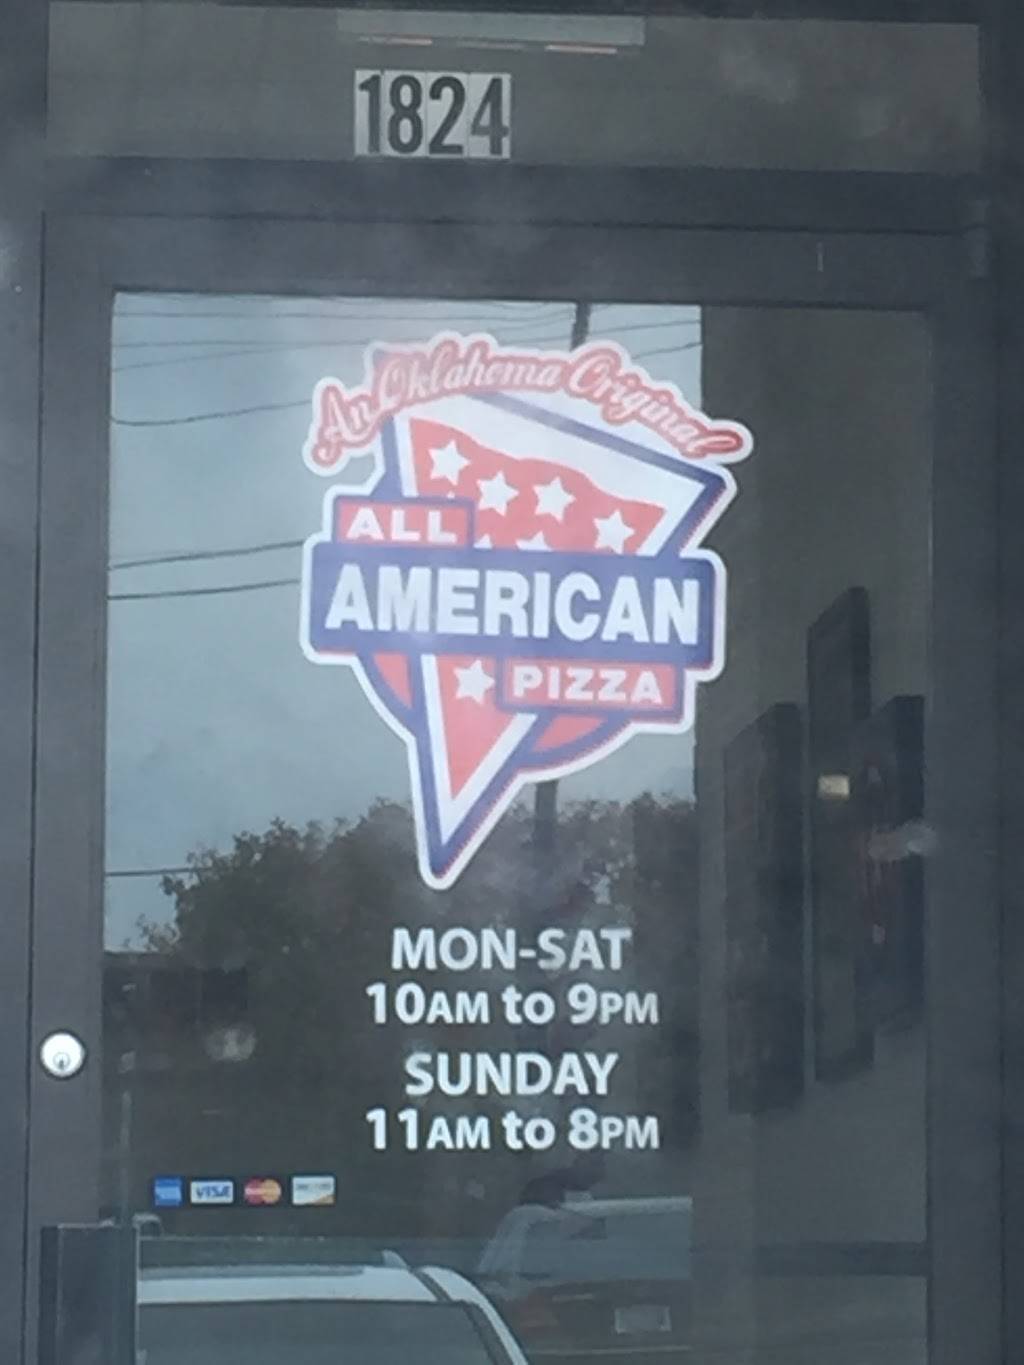 1824
An Oklahoma Original
ALL
AMERICAN
PIZZA
MON-SAT
10AM to 9PM
SUNDAY
11AM to 8PM
VISA